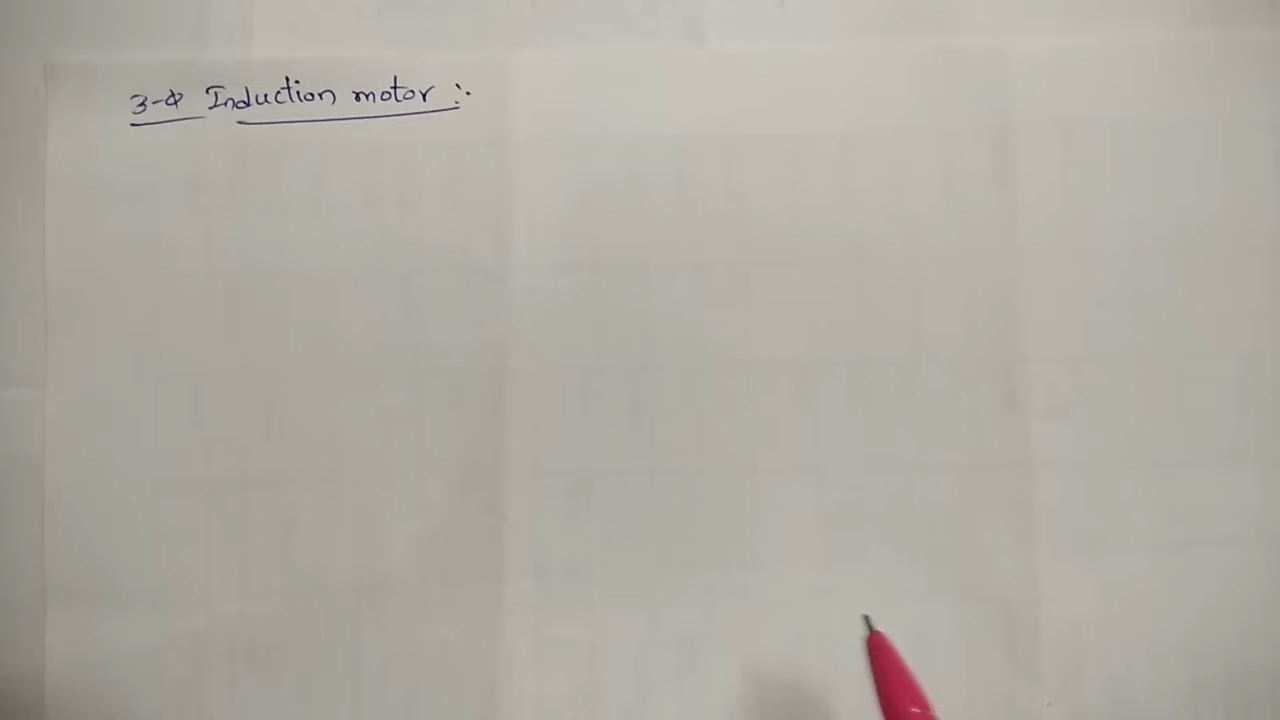 3-Φ Induction motor :-